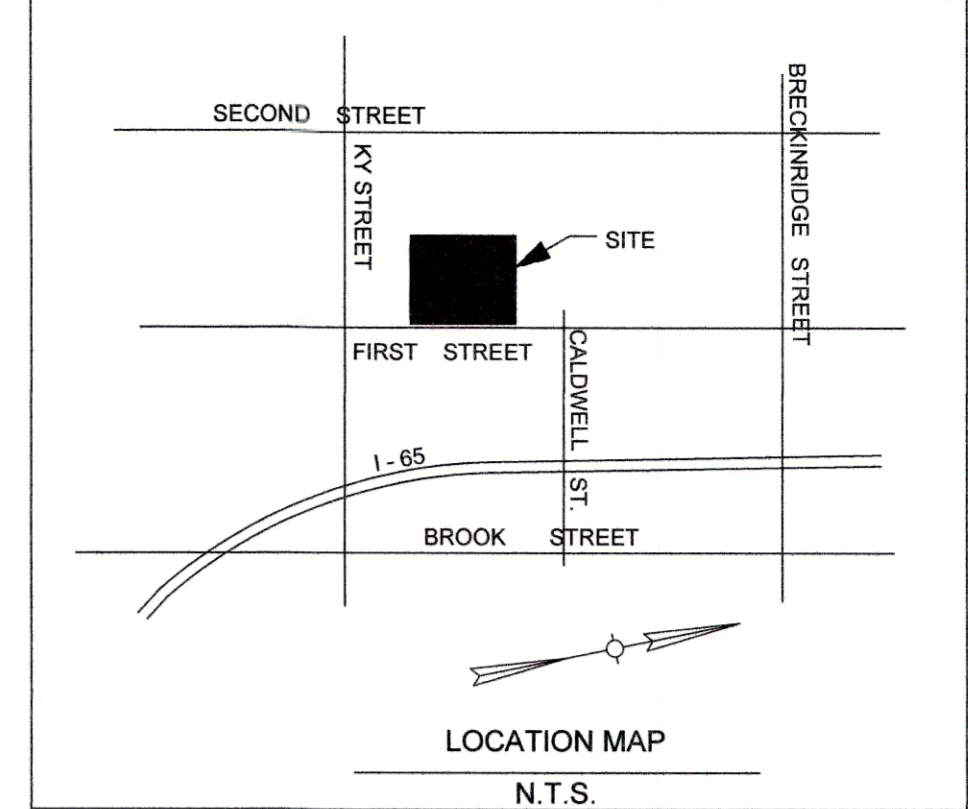 SECOND STREET
KY STREET
BRECKINRIDGE STREET
SITE
FIRST STREET
CALDWELL ST.
I - 65
BROOK STREET
LOCATION MAP
N.T.S.